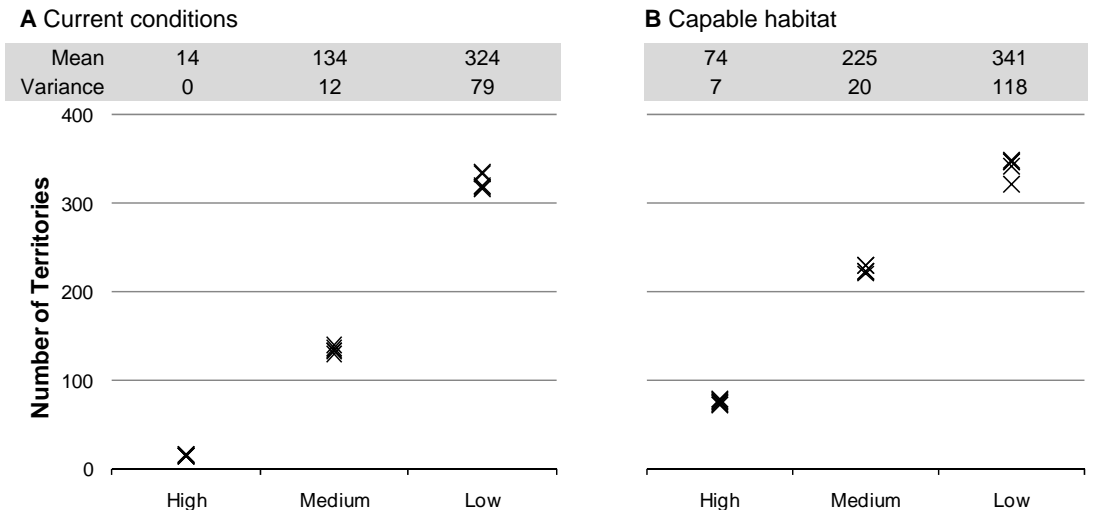 A Current conditions
Mean 14 134 324
Variance 0 12 79
400
300
200
100
0
Number of Territories
High Medium Low
B Capable habitat
74 225 341
7 20 118
High Medium Low